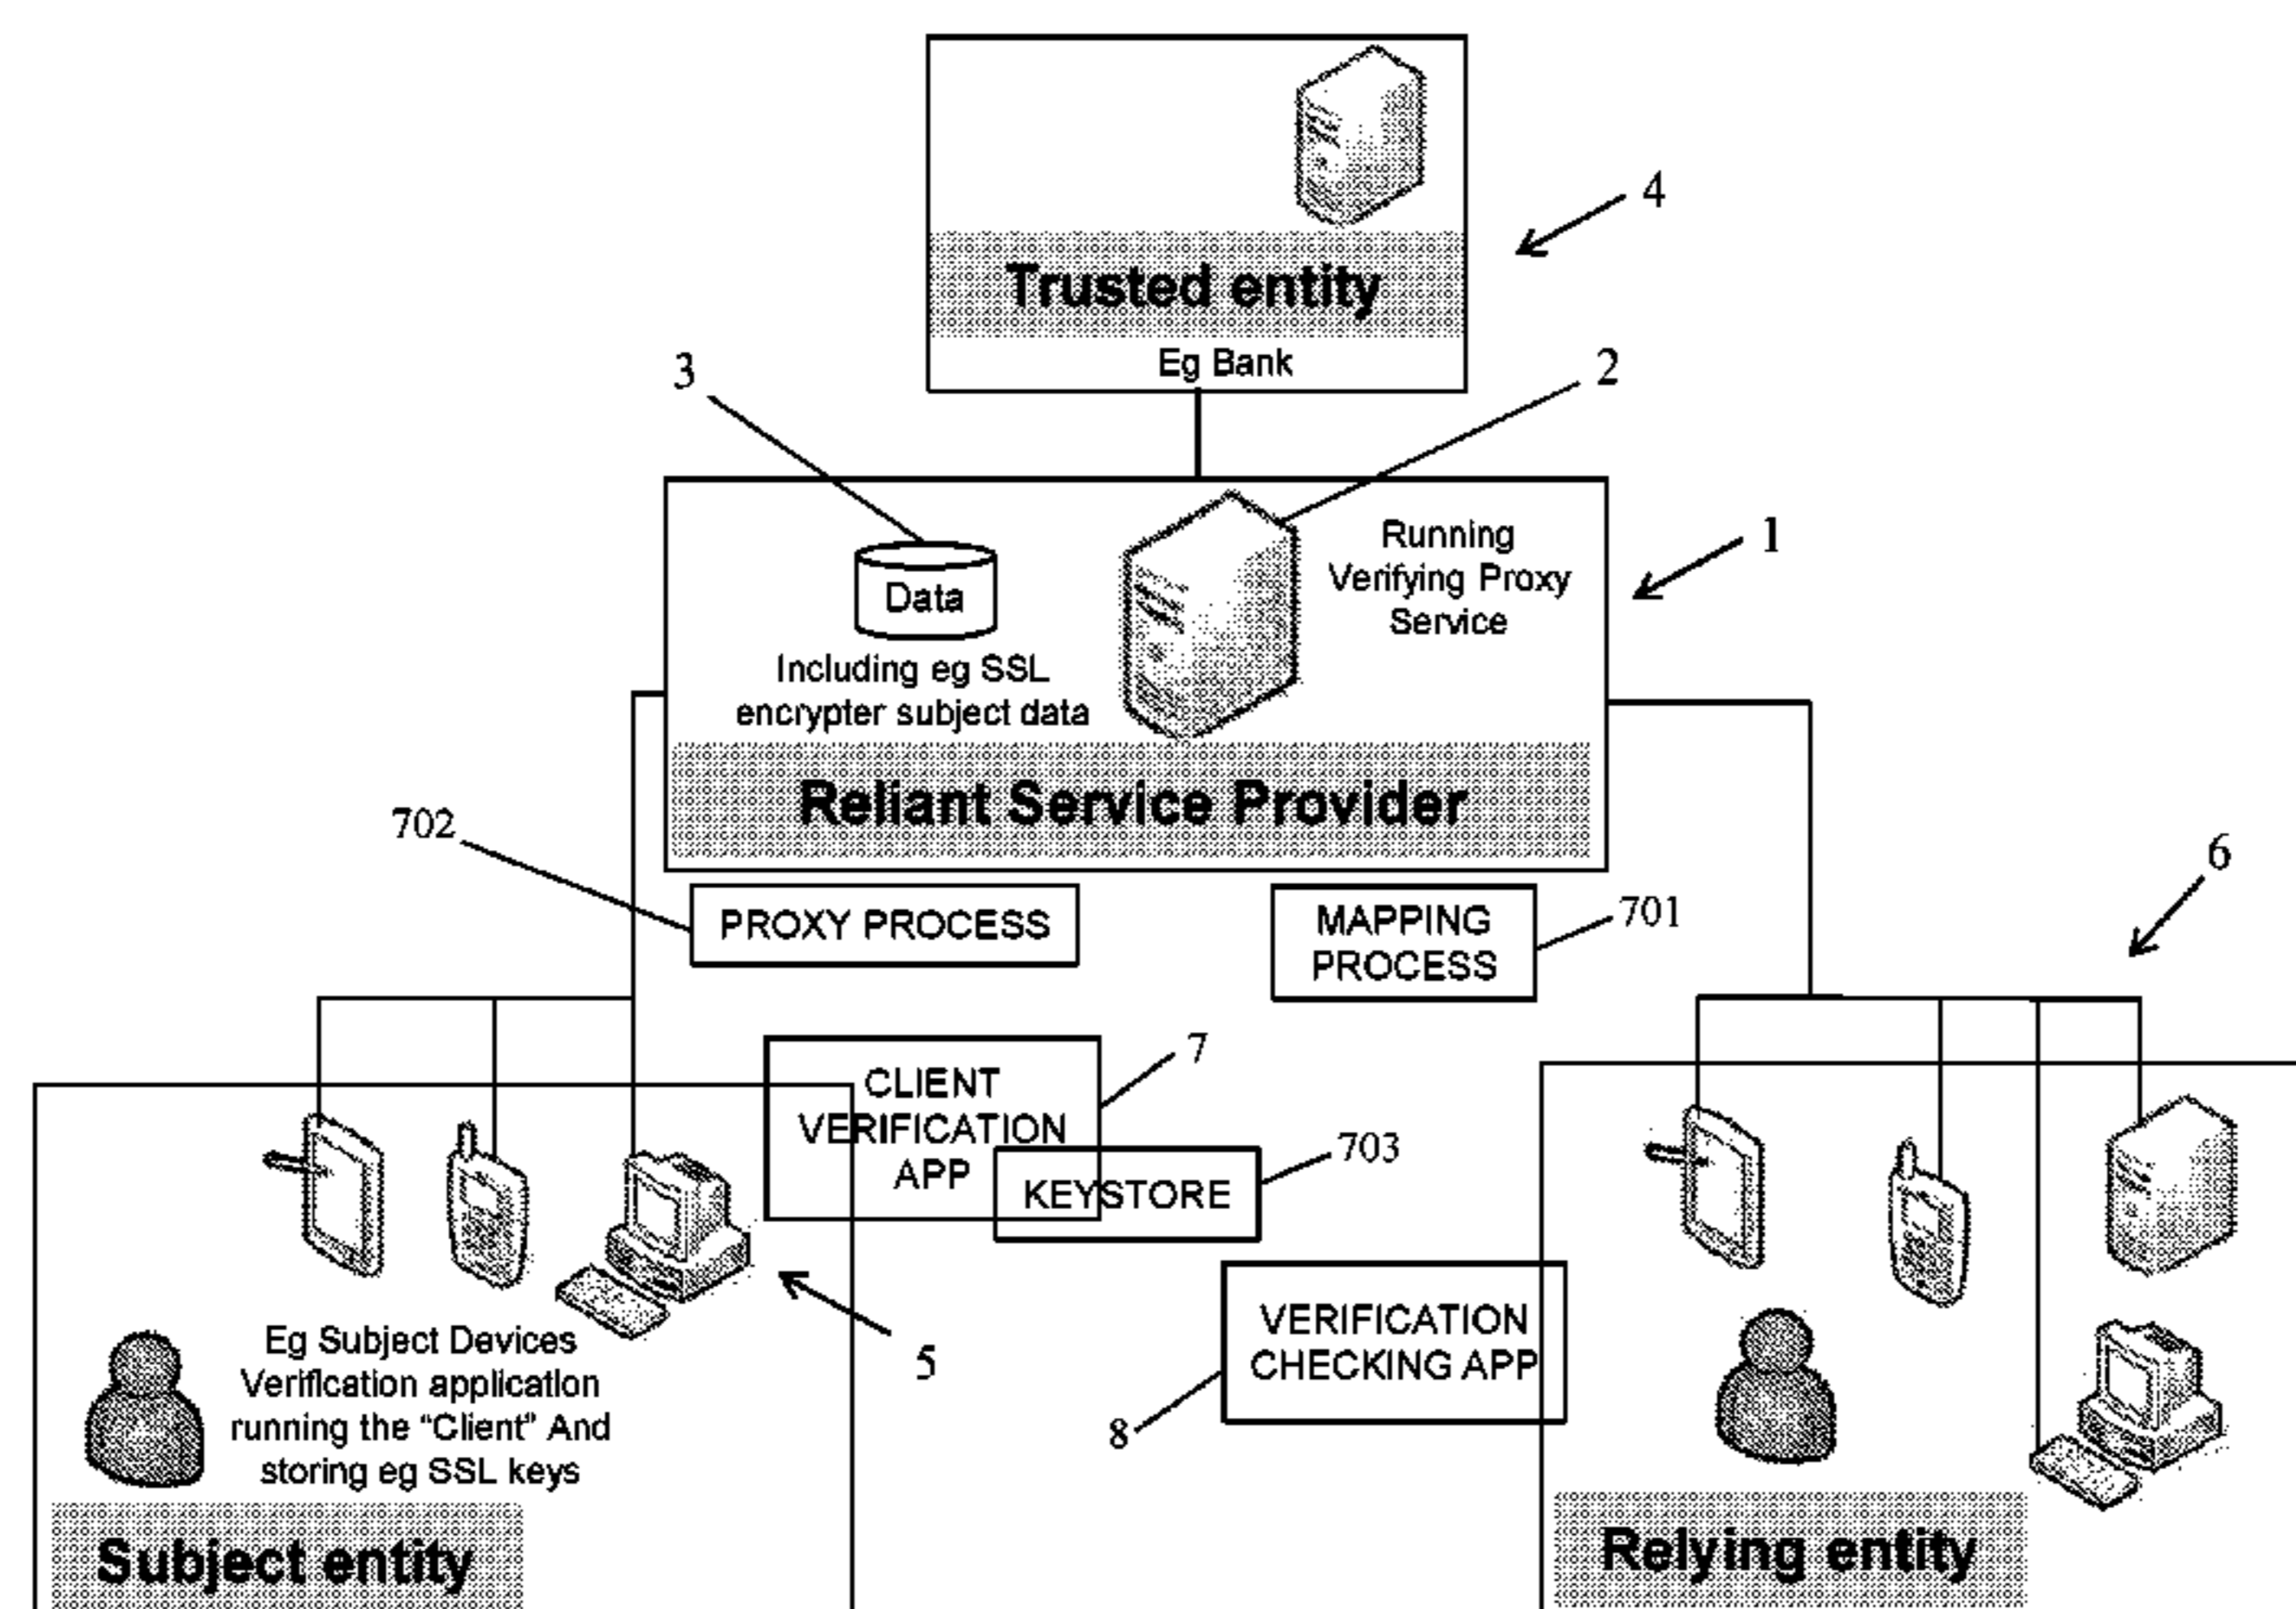 4
Trusted entity
Eg Bank
3
2
Data
Running
Verifying Proxy
Service
1
Including eg SSL
encrypter subject data
Reliant Service Provider
702
PROXY PROCESS
MAPPING
PROCESS
701
6
CLIENT
VERIFICATION
APP
7
KEYSTORE
703
5
Eg Subject Devices
Verification application
running the "Client" And
storing eg SSL keys
VERIFICATION
CHECKING APP
8
Subject entity
Relying entity